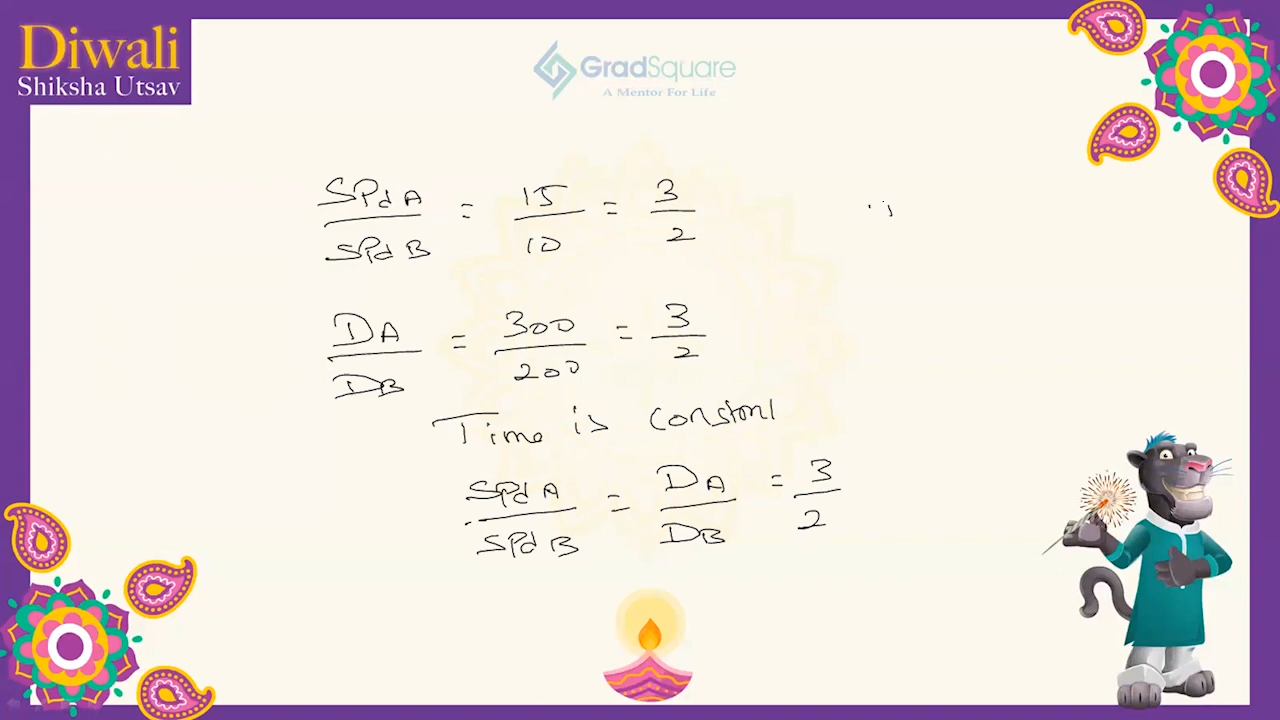 Diwali
Shiksha Utsav
GradSquare
A Mentor For Life
SPd A / SPd B = 15 / 10 = 3 / 2
DA / DB = 300 / 200 = 3 / 2
Time is constant
SPd A / SPd B = DA / DB = 3 / 2